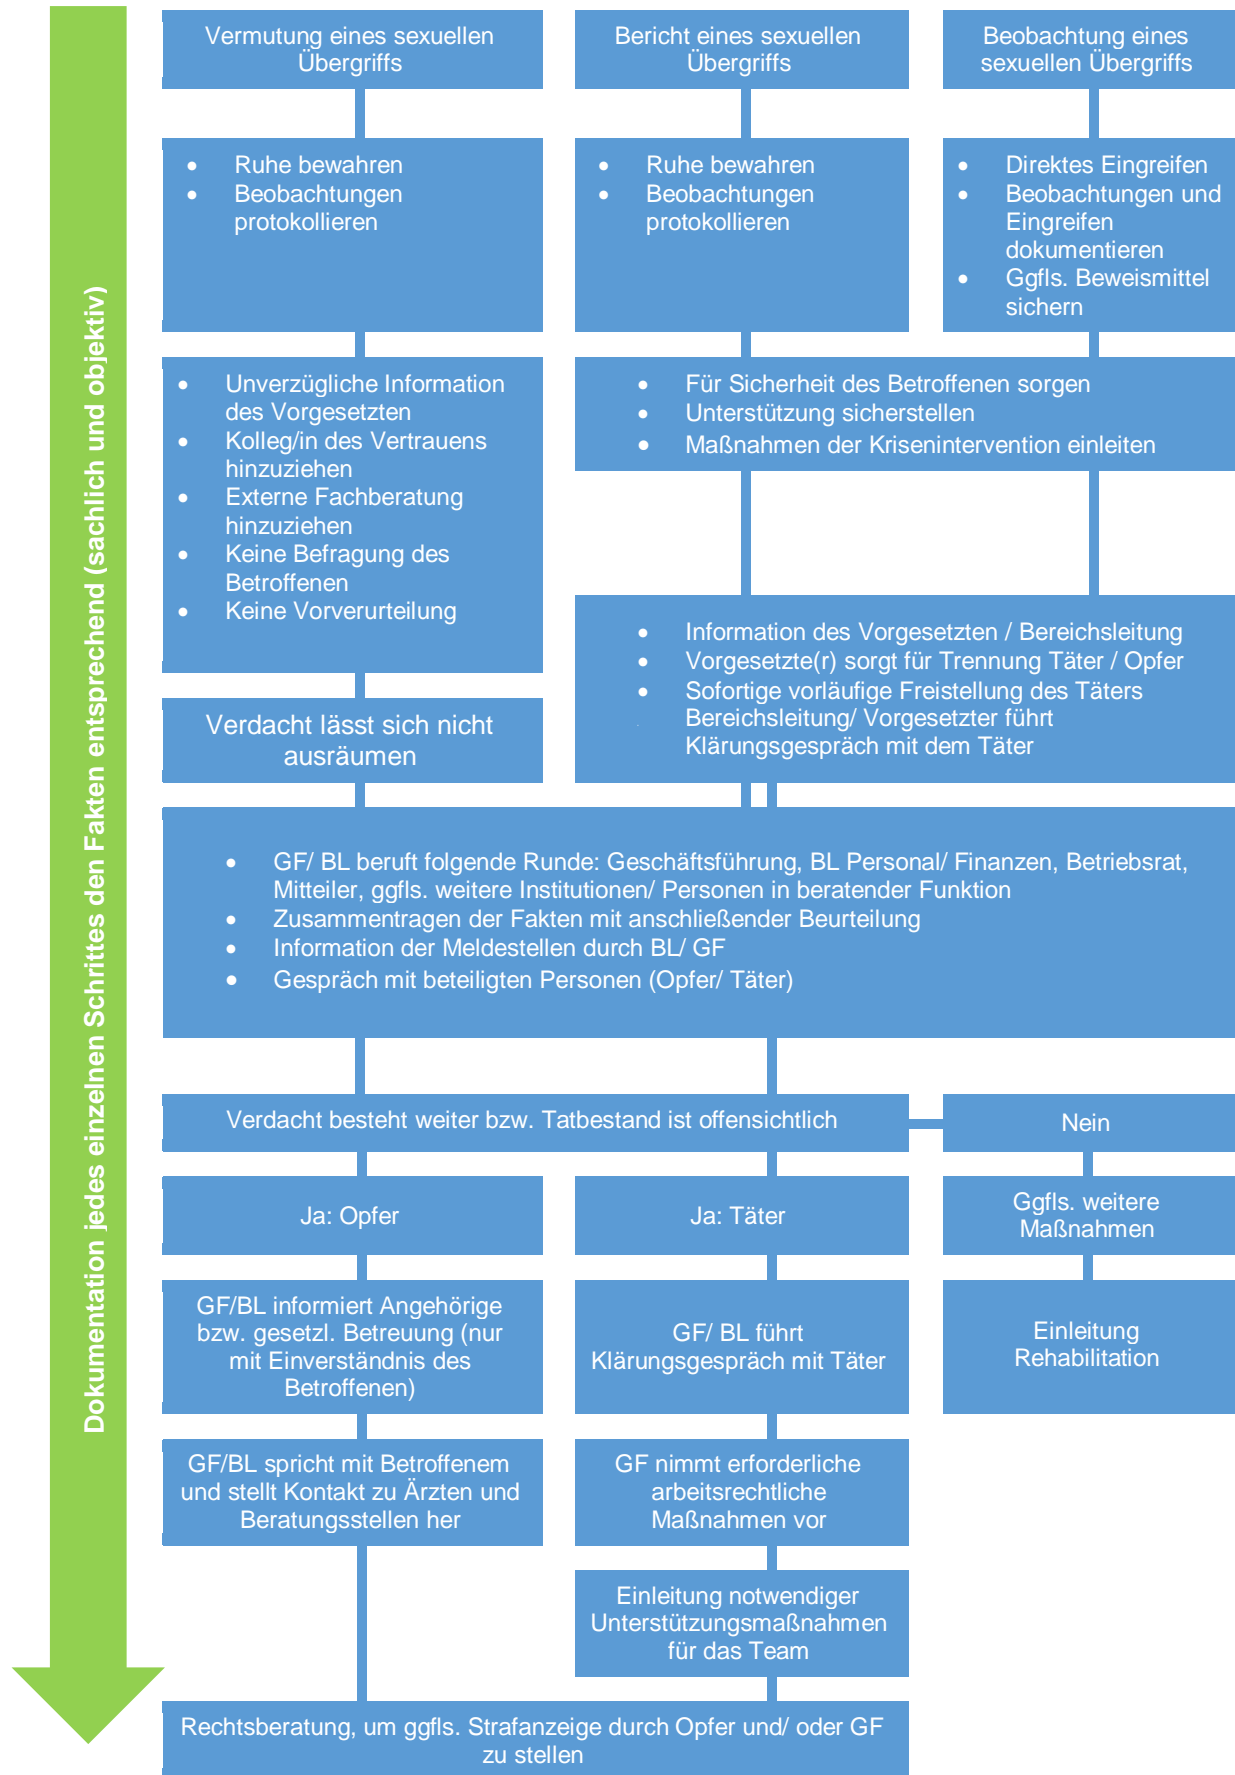 Dokumentation jedes einzelnen Schrittes den Fakten entsprechend (sachlich und objektiv)
Vermutung eines sexuellen
Übergriffs
Bericht eines sexuellen
Übergriffs
Beobachtung eines
sexuellen Übergriffs
• Ruhe bewahren
• Beobachtungen
protokollieren
• Ruhe bewahren
• Beobachtungen
protokollieren
• Direktes Eingreifen
• Beobachtungen und
Eingreifen
dokumentieren
• Ggfls. Beweismittel
sichern
• Unverzügliche Information
des Vorgesetzten
• Kolleg/in des Vertrauens
hinzuziehen
• Externe Fachberatung
hinzuziehen
• Keine Befragung des
Betroffenen
• Keine Vorverurteilung
• Für Sicherheit des Betroffenen sorgen
• Unterstützung sicherstellen
• Maßnahmen der Krisenintervention einleiten
• Information des Vorgesetzten / Bereichsleitung
• Vorgesetzte(r) sorgt für Trennung Täter / Opfer
• Sofortige vorläufige Freistellung des Täters
Bereichsleitung/ Vorgesetzter führt
Klärungsgespräch mit dem Täter
Verdacht lässt sich nicht
ausräumen
• GF/ BL beruft folgende Runde: Geschäftsführung, BL Personal/ Finanzen, Betriebsrat,
Mitteiler, ggfls. weitere Institutionen/ Personen in beratender Funktion
• Zusammentragen der Fakten mit anschließender Beurteilung
• Information der Meldestellen durch BL/ GF
• Gespräch mit beteiligten Personen (Opfer/ Täter)
Verdacht besteht weiter bzw. Tatbestand ist offensichtlich
Nein
Ja: Opfer
Ja: Täter
Ggfls. weitere
Maßnahmen
GF/BL informiert Angehörige
bzw. gesetzl. Betreuung (nur
mit Einverständnis des
Betroffenen)
GF/ BL führt
Klärungsgespräch mit Täter
Einleitung
Rehabilitation
GF/BL spricht mit Betroffenem
und stellt Kontakt zu Ärzten und
Beratungsstellen her
GF nimmt erforderliche
arbeitsrechtliche
Maßnahmen vor
Einleitung notwendiger
Unterstützungsmaßnahmen
für das Team
Rechtsberatung, um ggfls. Strafanzeige durch Opfer und/ oder GF
zu stellen